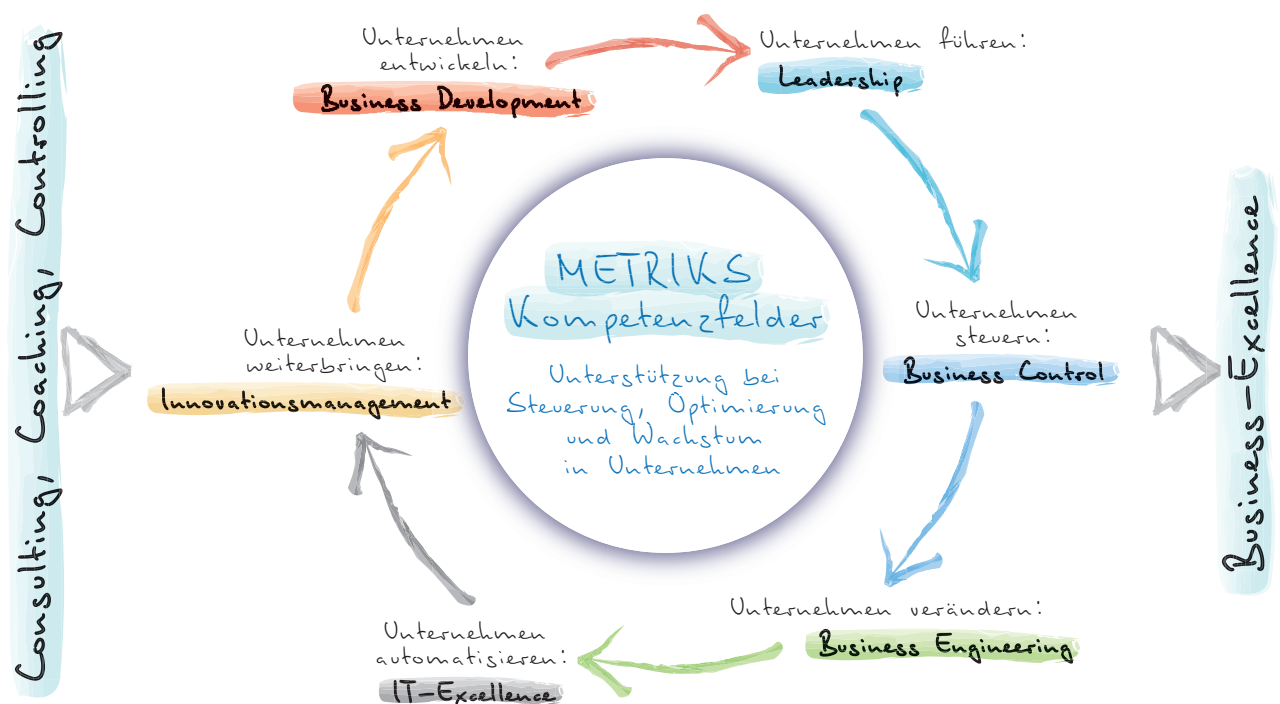 Consulting, Coaching, Controlling
Unternehmen
entwickeln:
Business Development
Unternehmen führen:
Leadership
Unternehmen
steuern:
Business Control
Unternehmen verändern:
Business Engineering
Unternehmen
automatisieren:
IT-Excellence
Unternehmen
weiterbringen:
Innovationsmanagement
METRIKS
Kompetenzfelder
Unterstützung bei
Steuerung, Optimierung
und Wachstum
in Unternehmen
Business-Excellence